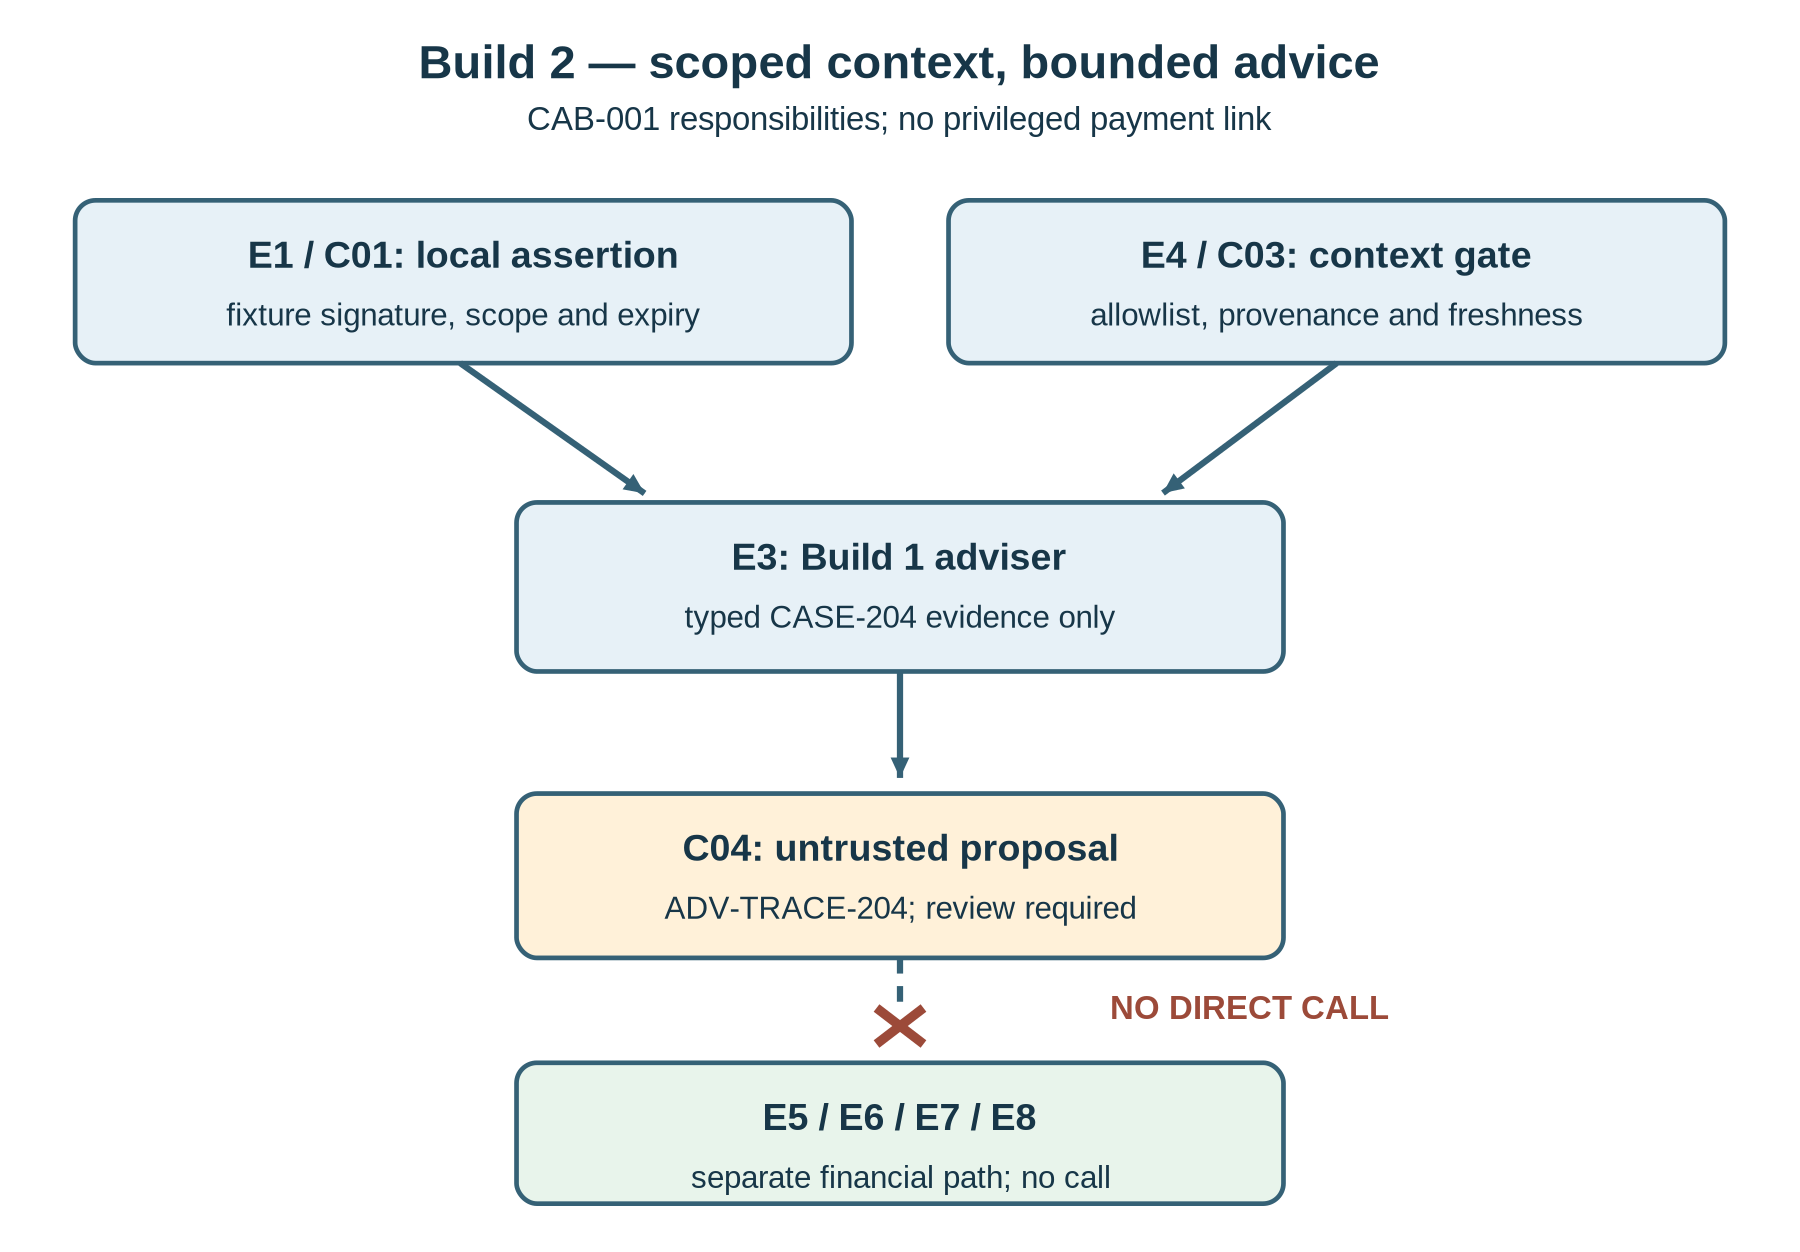 Build 2 — scoped context, bounded advice
CAB-001 responsibilities; no privileged payment link
E1 / C01: local assertion
fixture signature, scope and expiry
E4 / C03: context gate
allowlist, provenance and freshness
E3: Build 1 adviser
typed CASE-204 evidence only
C04: untrusted proposal
ADV-TRACE-204; review required
NO DIRECT CALL
E5 / E6 / E7 / E8
separate financial path; no call